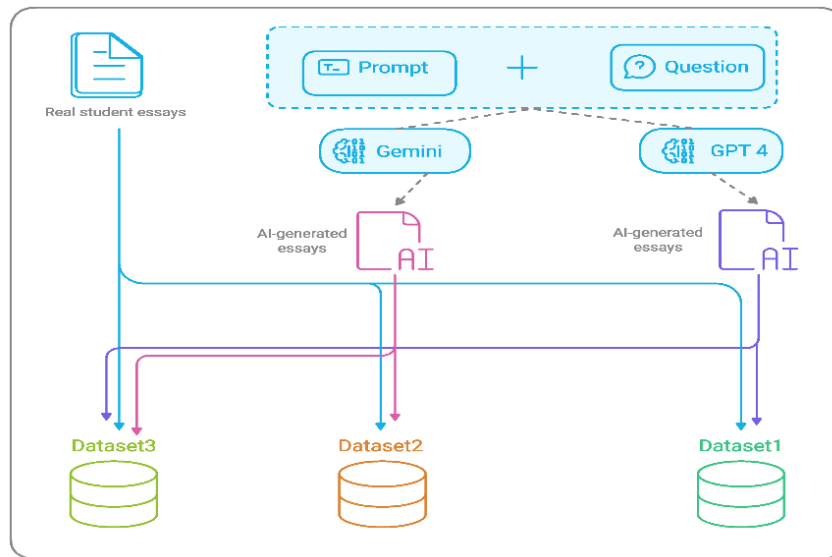 Prompt
Question
Real student essays
Gemini
GPT 4
AI-generated
essays
AI
AI-generated
essays
AI
Dataset3
Dataset2
Dataset1